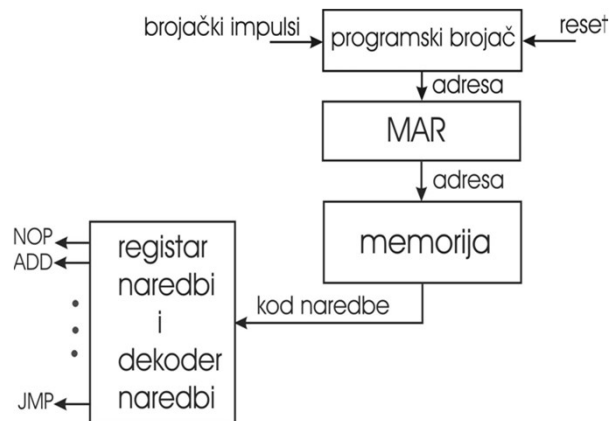 brojački impulsi
programski brojač
reset
adresa
MAR
adresa
memorija
kod naredbe
registar
naredbi
i
dekoder
naredbi
NOP
ADD
JMP